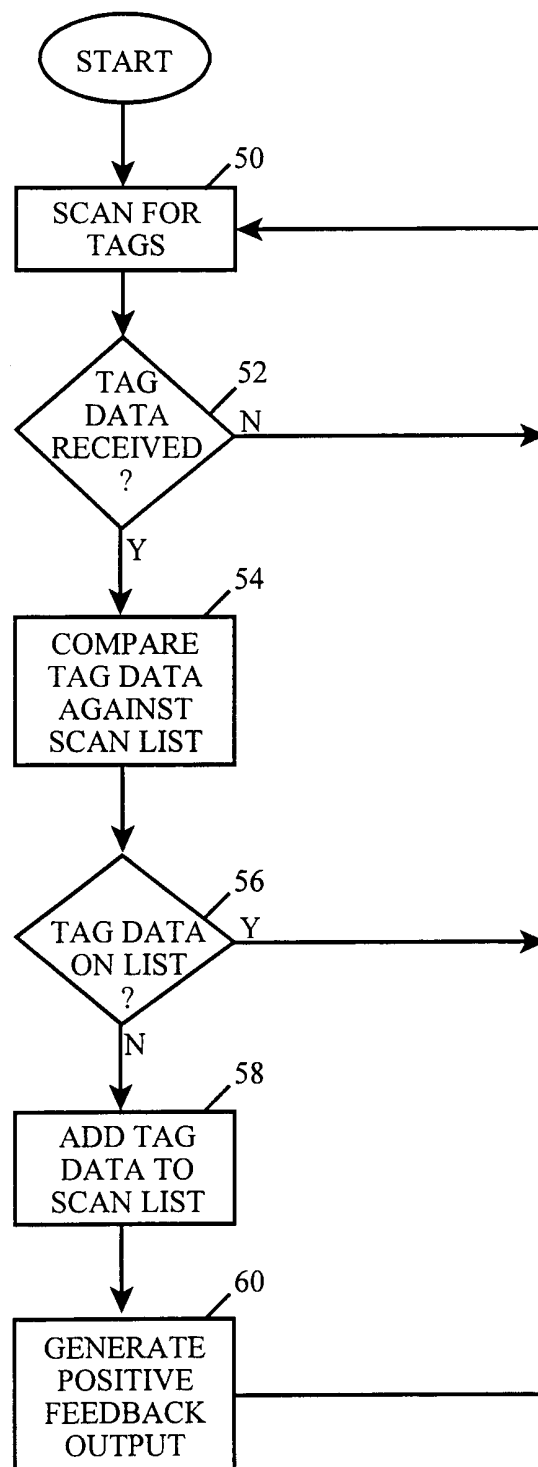 START
50
SCAN FOR
TAGS
52
TAG
DATA
RECEIVED
?
N
Y
54
COMPARE
TAG DATA
AGAINST
SCAN LIST
56
TAG DATA
ON LIST
?
Y
N
58
ADD TAG
DATA TO
SCAN LIST
60
GENERATE
POSITIVE
FEEDBACK
OUTPUT